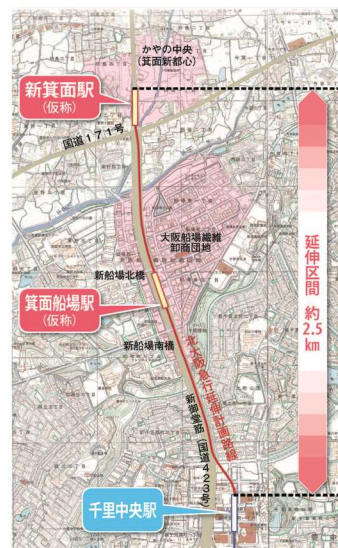 かやの中央
(箕面新都心)
新箕面駅
(仮称)
国道171号
大阪船場繊維
卸商団地
新船場北橋
箕面船場駅
(仮称)
新船場南橋
北大阪急行延伸計画路線
新御堂筋(国道423号)
延伸区間 約2.5km
千里中央駅